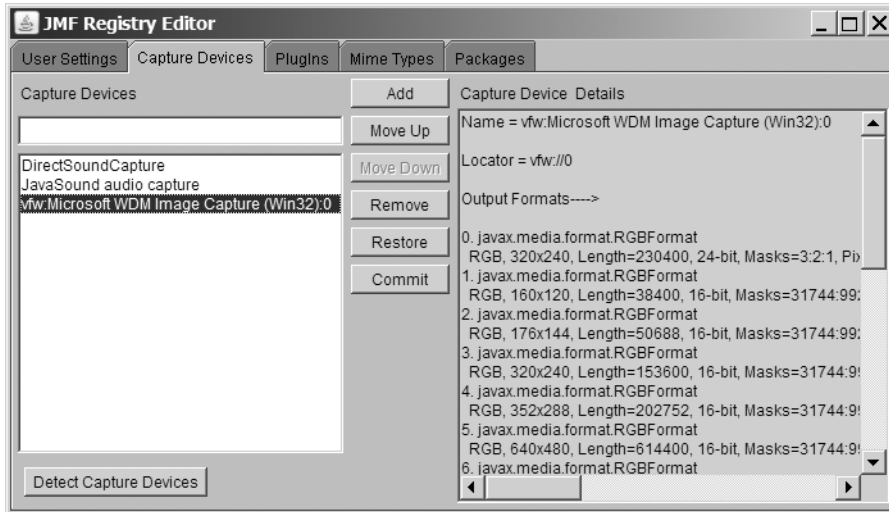 JMF Registry Editor
User Settings
Capture Devices
PlugIns
Mime Types
Packages
Capture Devices
DirectSoundCapture
JavaSound audio capture
vfw:Microsoft WDM Image Capture (Win32):0
Detect Capture Devices
Add
Move Up
Move Down
Remove
Restore
Commit
Capture Device Details
Name = vfw:Microsoft WDM Image Capture (Win32):0
Locator = vfw://0
Output Formats---->
0. javax.media.format.RGBFormat
RGB, 320x240, Length=230400, 24-bit, Masks=3:2:1,
1. javax.media.format.RGBFormat
RGB, 160x120, Length=38400, 16-bit, Masks=31744:99
2. javax.media.format.RGBFormat
RGB, 176x144, Length=50688, 16-bit, Masks=31744:99
3. javax.media.format.RGBFormat
RGB, 320x240, Length=153600, 16-bit, Masks=31744:9
4. javax.media.format.RGBFormat
RGB, 352x288, Length=202752, 16-bit, Masks=31744:9
5. javax.media.format.RGBFormat
RGB, 640x480, Length=614400, 16-bit, Masks=31744:9
6. javax.media.format.RGBFormat